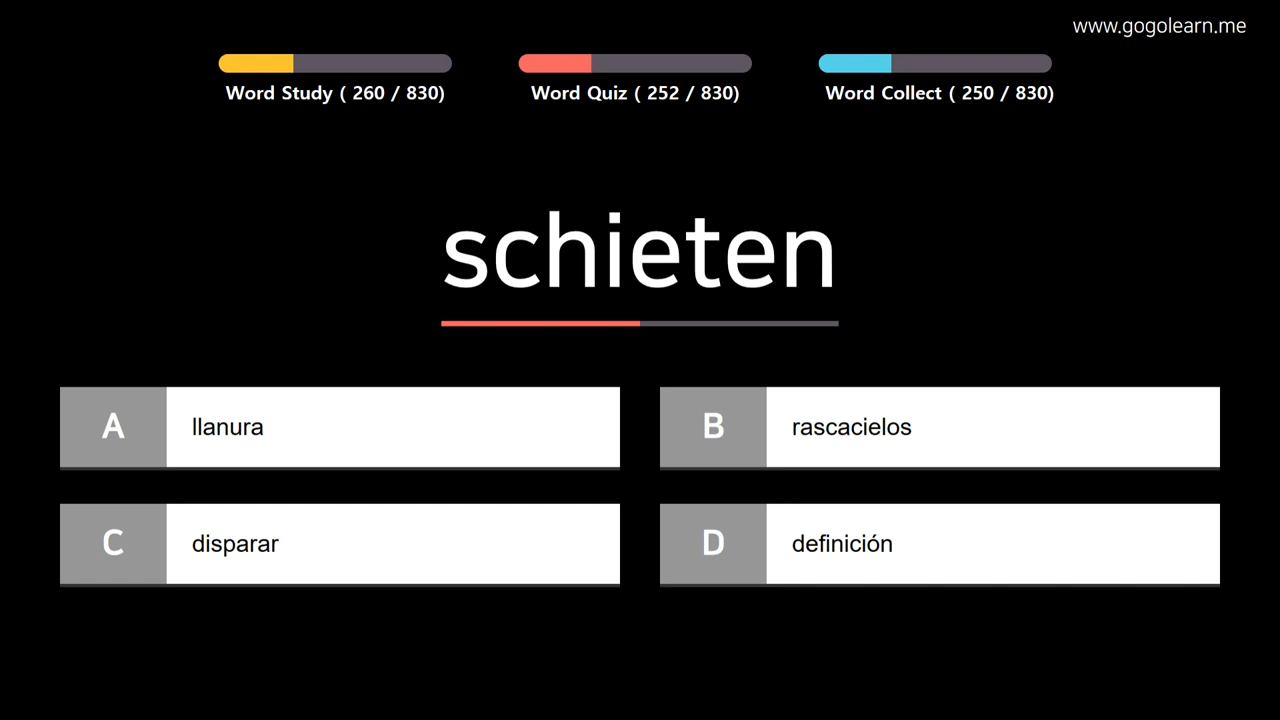 www.gogolearn.me
Word Study ( 260 / 830)
Word Quiz ( 252 / 830)
Word Collect ( 250 / 830)
schieten
A llanura
B rascacielos
C disparar
D definición